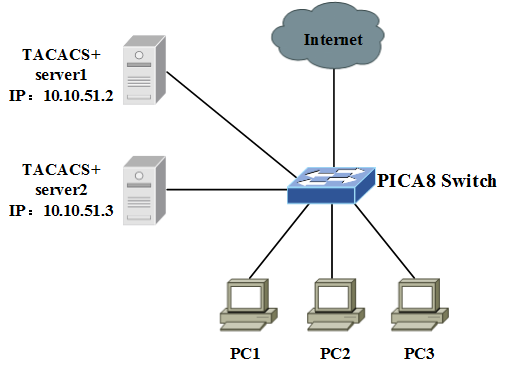 Internet
TACACS+
server1
IP：10.10.51.2
TACACS+
server2
IP：10.10.51.3
PICA8 Switch
PC1
PC2
PC3